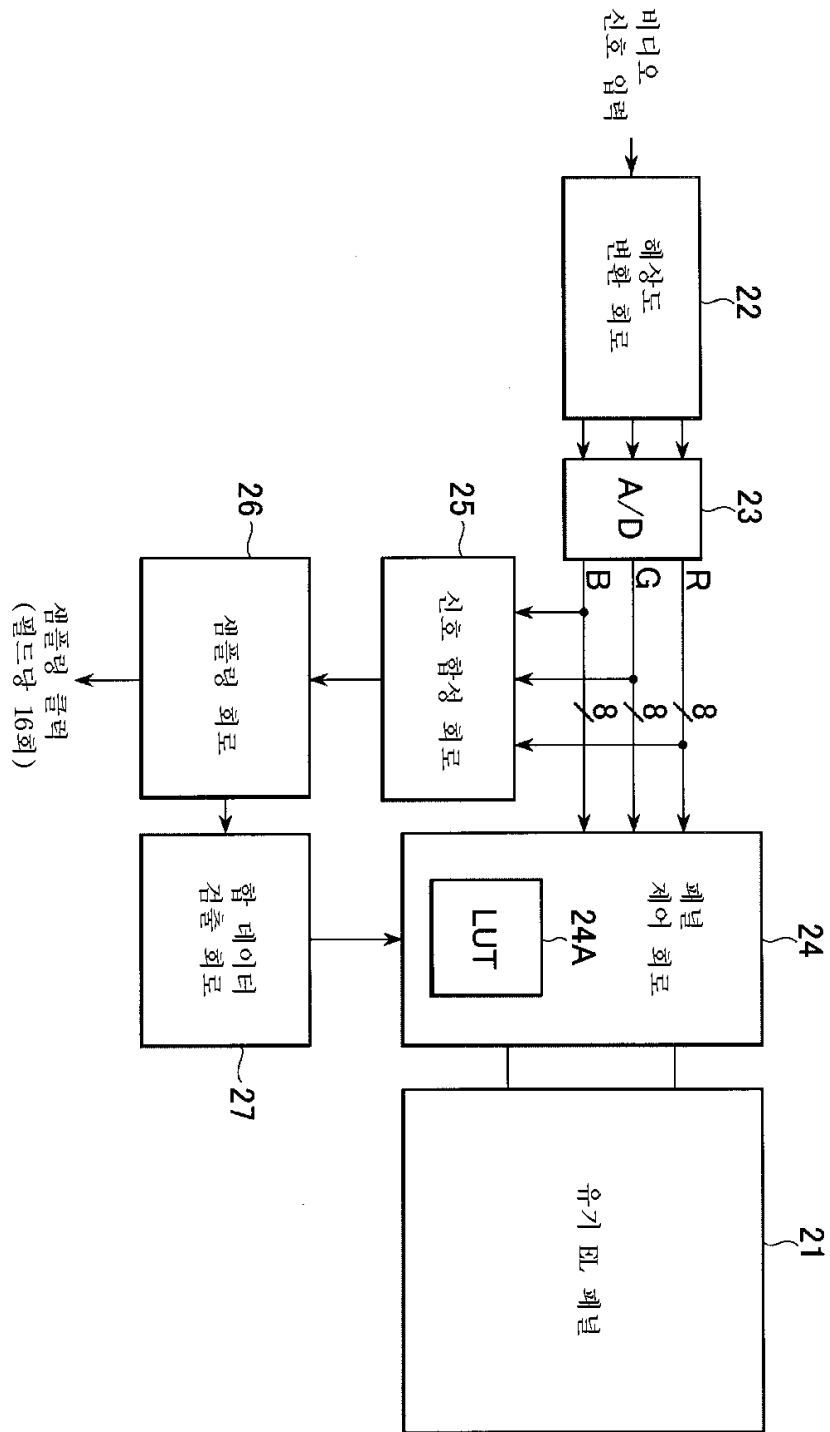 비디오
신호 입력
22
해상도
변환 회로
23
A/D
R
G
B
8
8
8
24
패널
제어 회로
24A
LUT
21
유기 EL 패널
25
신호 합성 회로
26
샘플링 회로
샘플링 클럭
(필드당 16회)
27
합 데이터
검출 회로